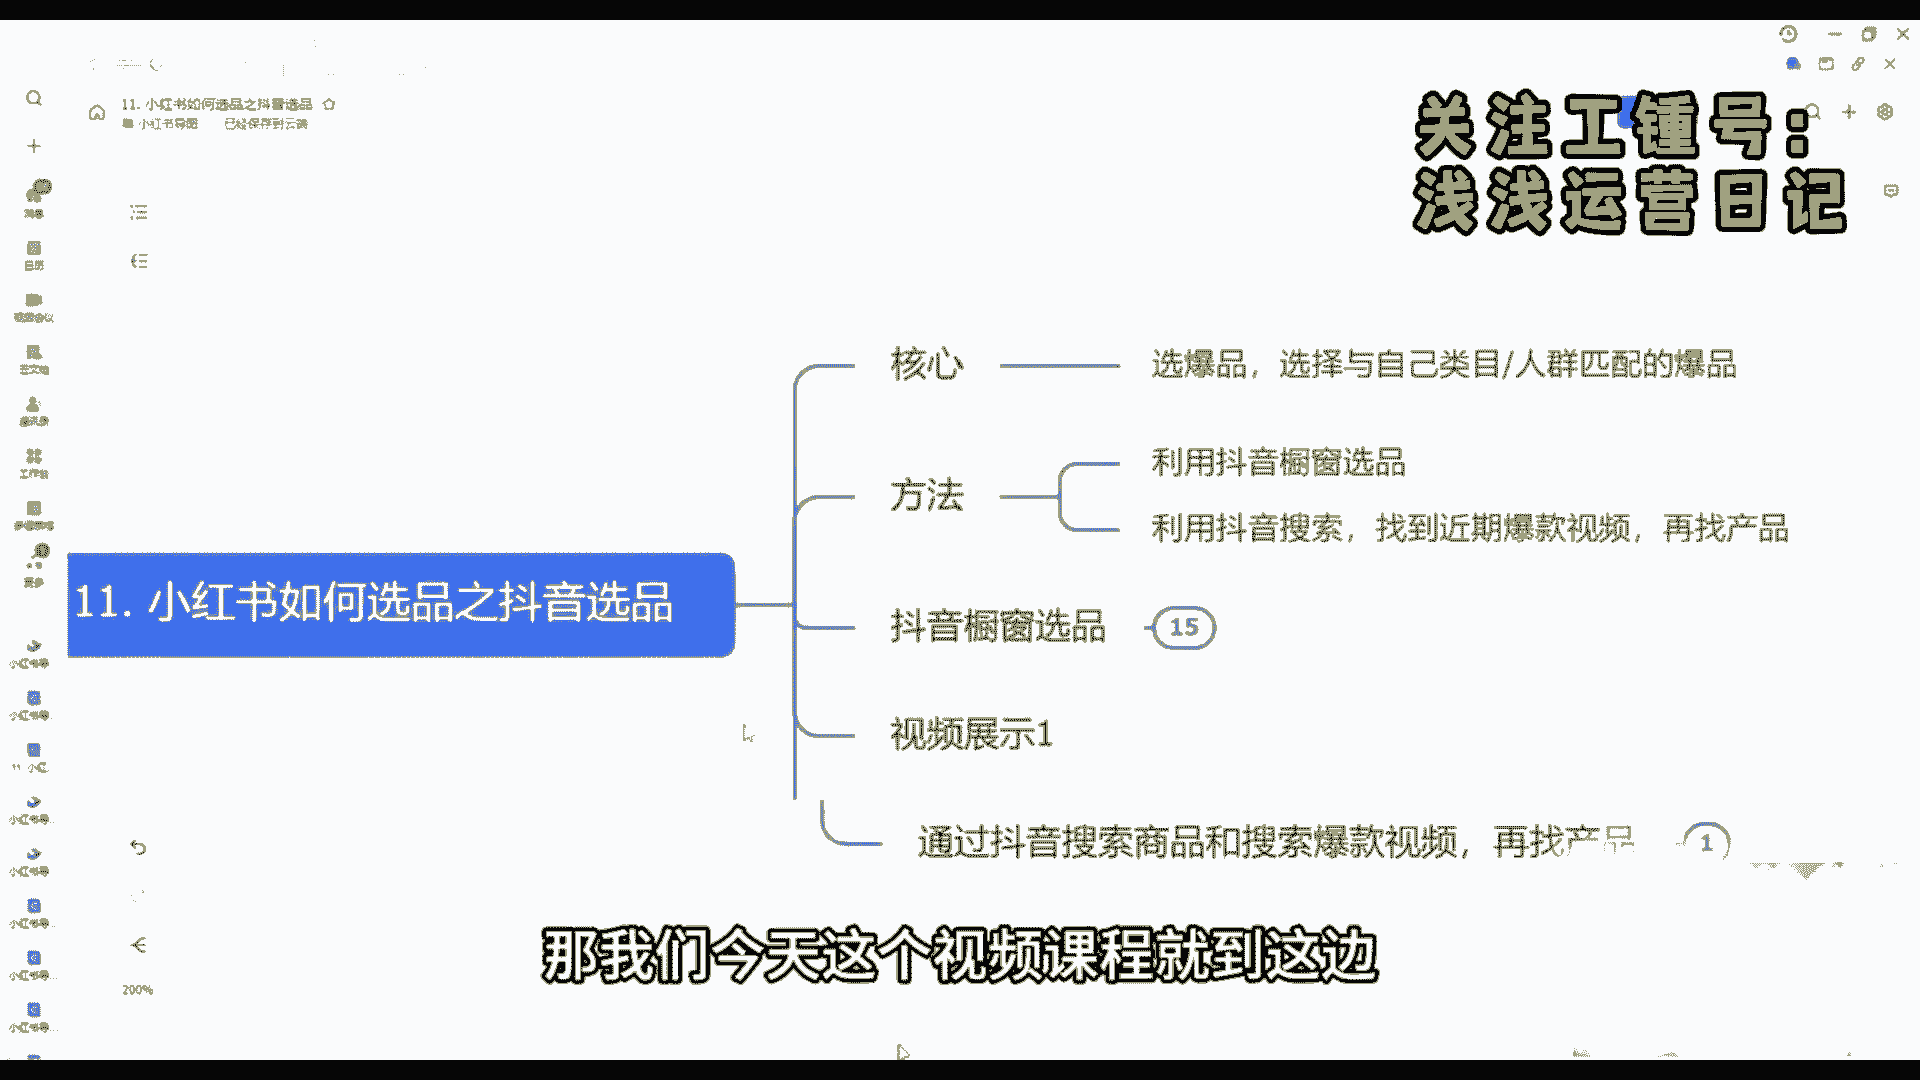 11. 小红书如何选品之抖音选品
小红书导图 已经保存到云端
关注工锺号：
浅浅运营日记
核心
选爆品，选择与自己类目/人群匹配的爆品
方法
利用抖音橱窗选品
利用抖音搜索，找到近期爆款视频，再找产品
11. 小红书如何选品之抖音选品
抖音橱窗选品
15
视频展示1
通过抖音搜索商品和搜索爆款视频，再找产品
1
那我们今天这个视频课程就到这边
200%